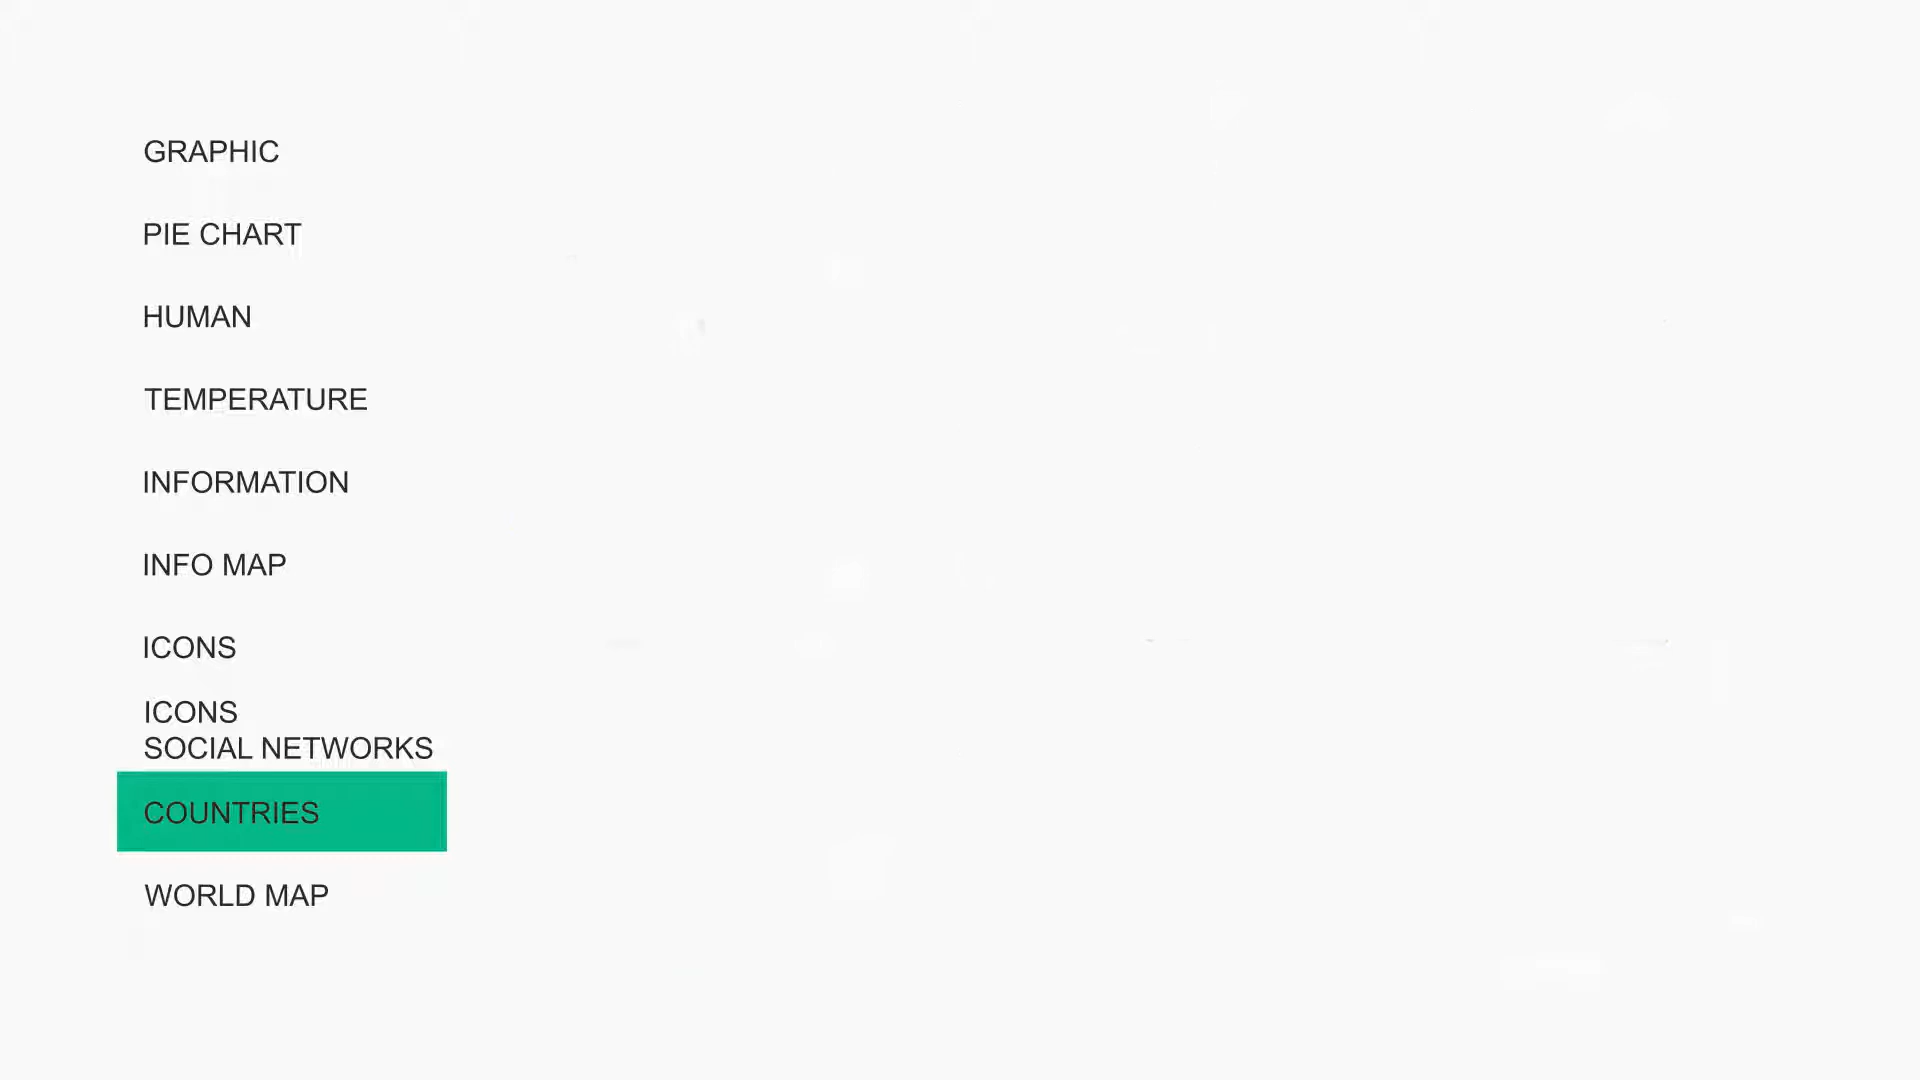 GRAPHIC
PIE CHART
HUMAN
TEMPERATURE
INFORMATION
INFO MAP
ICONS
ICONS
SOCIAL NETWORKS
COUNTRIES
WORLD MAP